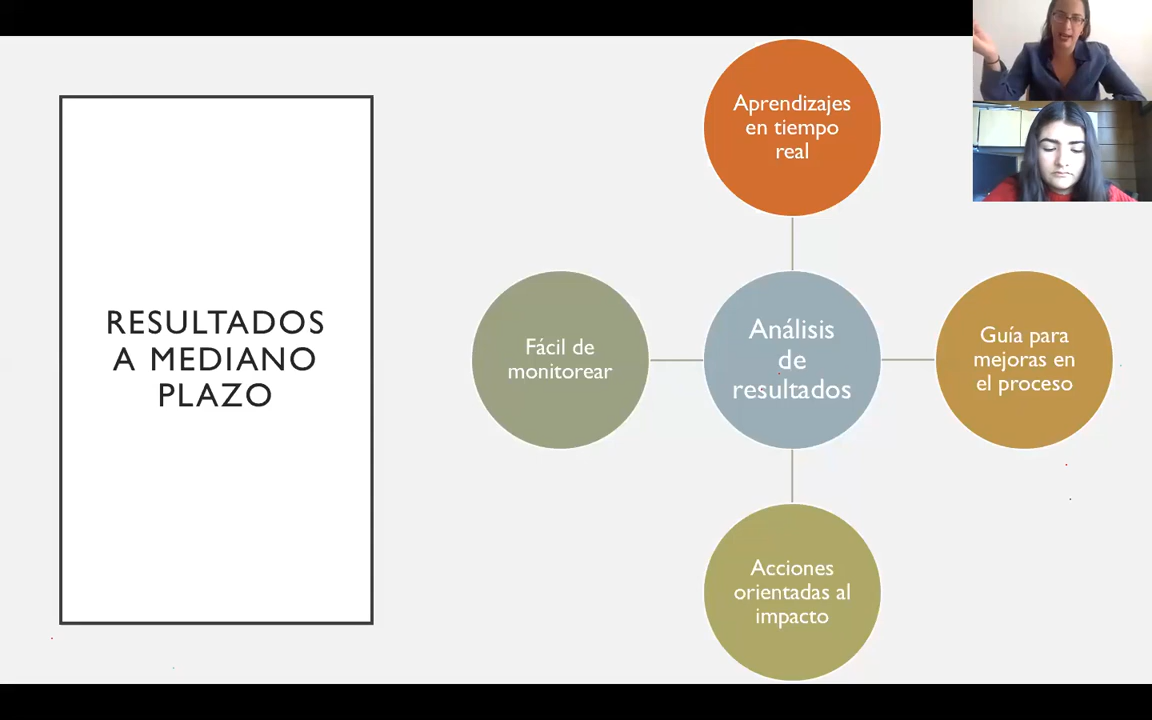 RESULTADOS
A MEDIANO
PLAZO
Aprendizajes
en tiempo
real
Fácil de
monitorear
Análisis
de
resultados
Guía para
mejoras en
el proceso
Acciones
orientadas al
impacto